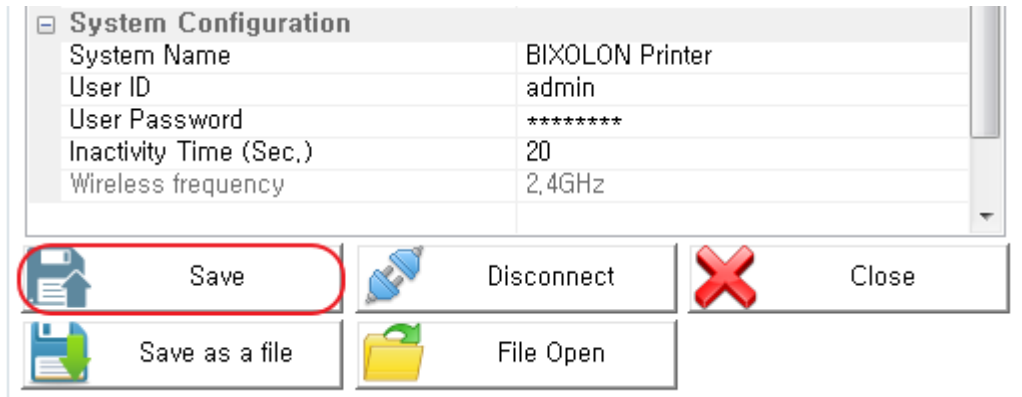 System Configuration
System Name BIXOLON Printer
User ID admin
User Password ********
Inactivity Time (Sec,) 20
Wireless frequency 2,4GHz
Save Disconnect Close
Save as a file File Open